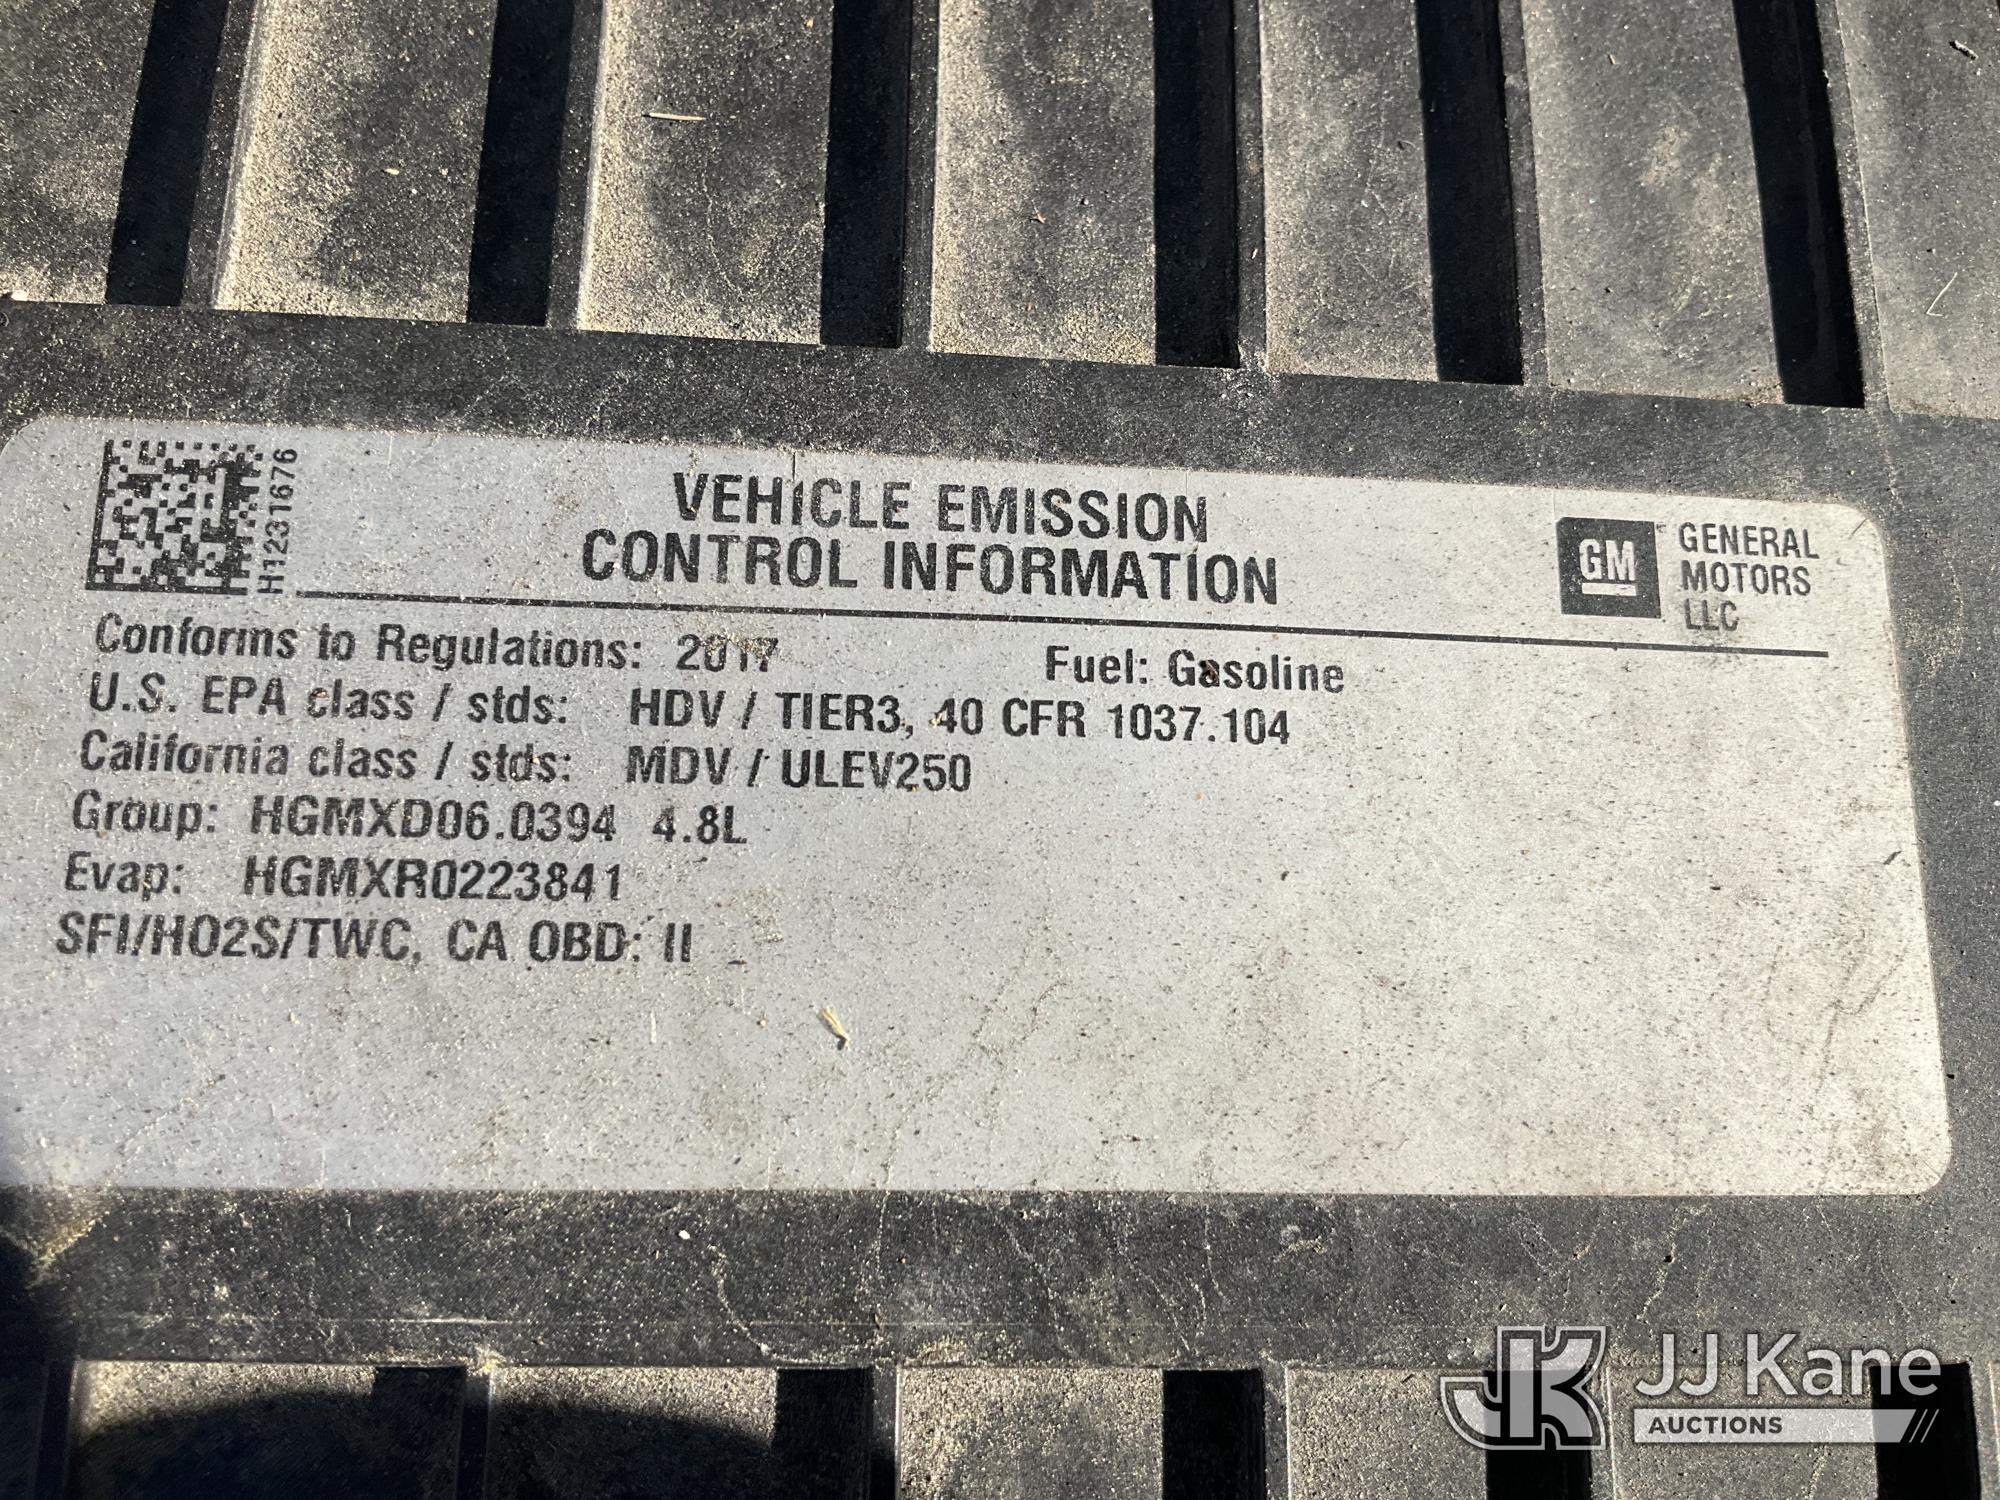 H1231676
VEHICLE EMISSION
CONTROL INFORMATION
GM
GENERAL
MOTORS
LLC
Conforms to Regulations: 2017 Fuel: Gasoline
U.S. EPA class / stds: HDV / TIER3, 40 CFR 1037.104
California class / stds: MDV / ULEV250
Group: HGMXD06.0394 4.8L
Evap: HGMXR0223841
SFI/HO2S/TWC, CA OBD: II
JK
JJ Kane
AUCTIONS